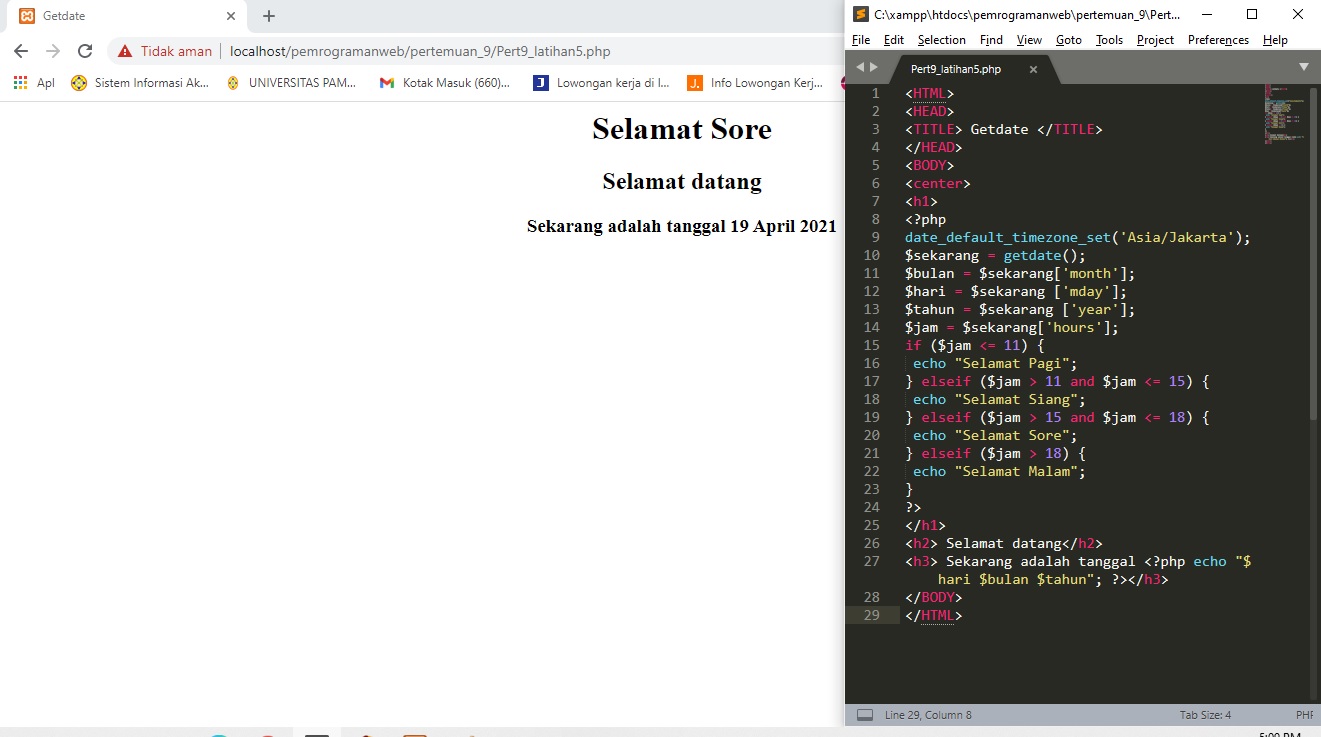 Getdate
Tidak aman
localhost/pemrogramanweb/pertemuan_9/Pert9_latihan5.php
Apl
Sistem Informasi Ak...
UNIVERSITAS PAM...
Kotak Masuk (660)...
Lowongan kerja di I...
Info Lowongan Kerj...
Selamat Sore
Selamat datang
Sekarang adalah tanggal 19 April 2021
C:\xampp\htdocs\pemrogramanweb\pertemuan_9\Pert...
File Edit Selection Find View Goto Tools Project Preferences Help
Pert9_latihan5.php
1 <HTML>
2 <HEAD>
3 <TITLE> Getdate </TITLE>
4 </HEAD>
5 <BODY>
6 <center>
7 <h1>
8 <?php
9 date_default_timezone_set('Asia/Jakarta');
10 $sekarang = getdate();
11 $bulan = $sekarang['month'];
12 $hari = $sekarang ['mday'];
13 $tahun = $sekarang ['year'];
14 $jam = $sekarang['hours'];
15 if ($jam <= 11) {
16 echo "Selamat Pagi";
17 } elseif ($jam > 11 and $jam <= 15) {
18 echo "Selamat Siang";
19 } elseif ($jam > 15 and $jam <= 18) {
20 echo "Selamat Sore";
21 } elseif ($jam > 18) {
22 echo "Selamat Malam";
23 }
24 ?>
25 </h1>
26 <h2> Selamat datang</h2>
27 <h3> Sekarang adalah tanggal <?php echo "$
hari $bulan $tahun"; ?></h3>
28 </BODY>
29 </HTML>
Line 29, Column 8
Tab Size: 4
PHP
5:00 PM